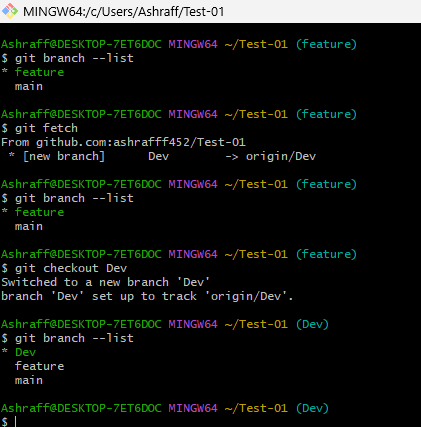 MINGW64:/c/Users/Ashraff/Test-01
Ashraff@DESKTOP-7ET6DOC MINGW64 ~/Test-01 (feature)
$ git branch --list
* feature
  main
Ashraff@DESKTOP-7ET6DOC MINGW64 ~/Test-01 (feature)
$ git fetch
From github.com:ashrafff452/Test-01
 * [new branch]      Dev        -> origin/Dev
Ashraff@DESKTOP-7ET6DOC MINGW64 ~/Test-01 (feature)
$ git branch --list
* feature
  main
Ashraff@DESKTOP-7ET6DOC MINGW64 ~/Test-01 (feature)
$ git checkout Dev
Switched to a new branch 'Dev'
branch 'Dev' set up to track 'origin/Dev'.
Ashraff@DESKTOP-7ET6DOC MINGW64 ~/Test-01 (Dev)
$ git branch --list
* Dev
  feature
  main
Ashraff@DESKTOP-7ET6DOC MINGW64 ~/Test-01 (Dev)
$